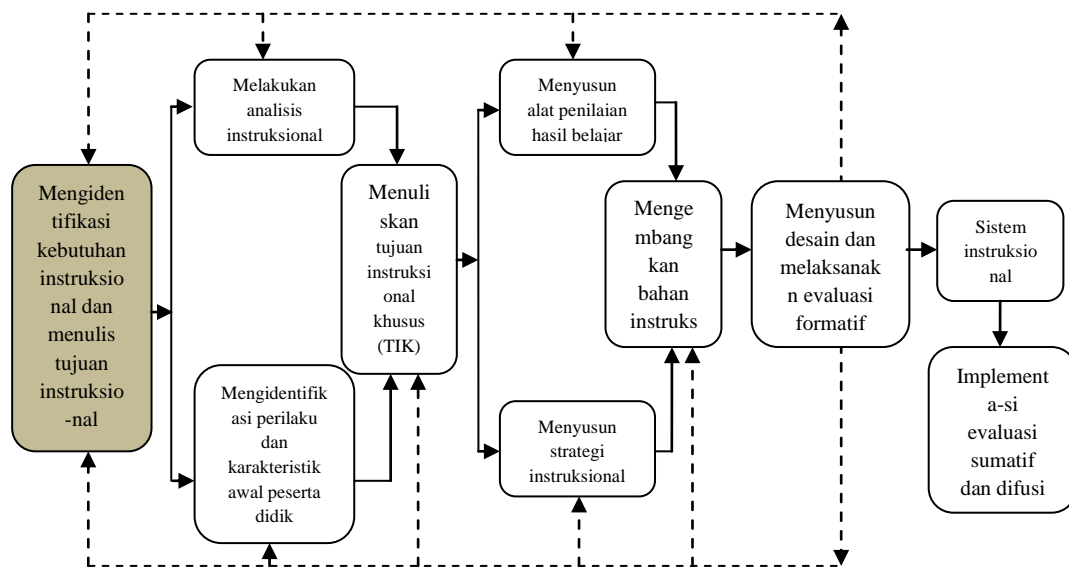 Mengiden
tifikasi
kebutuhan
instruksio
nal dan
menulis
tujuan
instruksio
-nal
Melakukan
analisis
instruksional
Mengidentifik
asi perilaku
dan
karakteristik
awal peserta
didik
Menuli
skan
tujuan
instruksi
onal
khusus
(TIK)
Menyusun
alat penilaian
hasil belajar
Menyusun
strategi
instruksional
Menge
mbang
kan
bahan
instruks
Menyusun
desain dan
melaksanak
n evaluasi
formatif
Sistem
instruksio
nal
Implement
a-si
evaluasi
sumatif
dan difusi